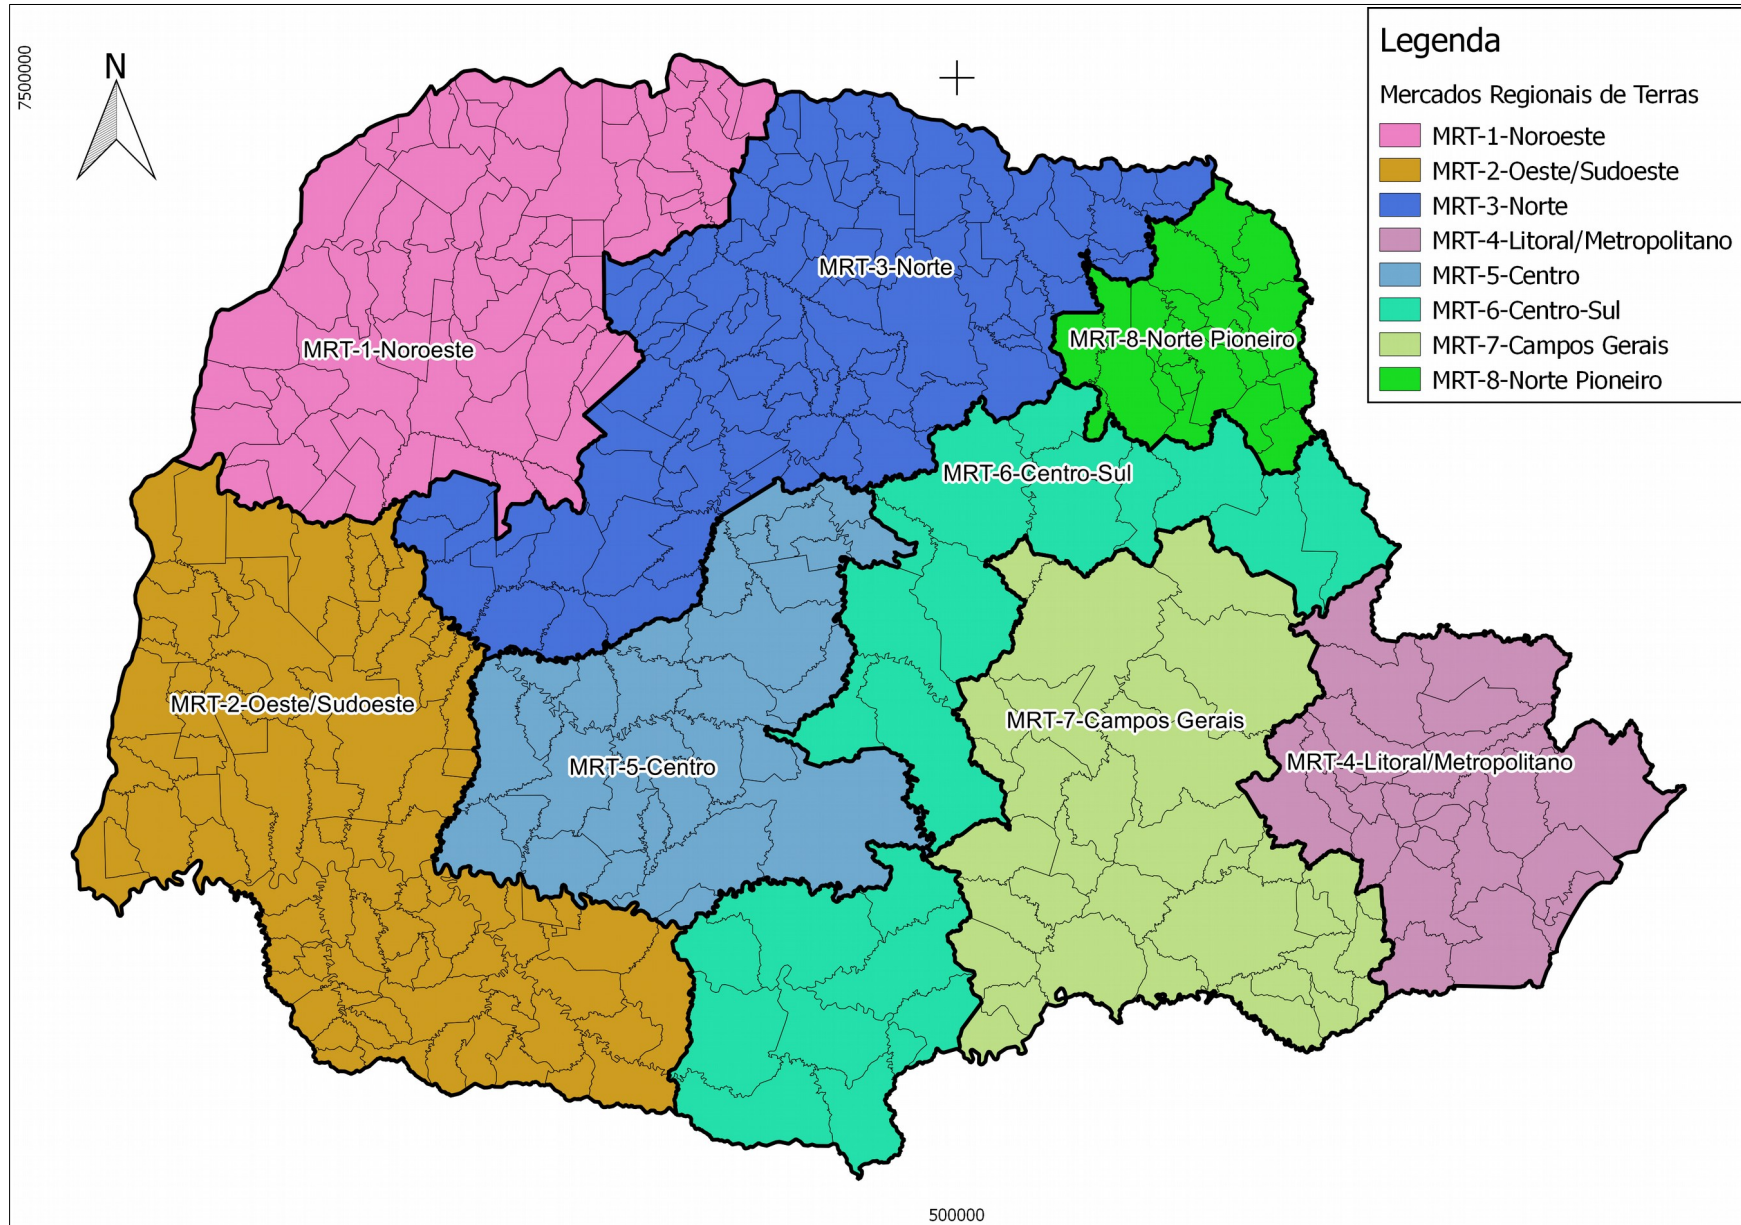 7500000
N
Legenda
Mercados Regionais de Terras
MRT-1-Noroeste
MRT-2-Oeste/Sudoeste
MRT-3-Norte
MRT-4-Litoral/Metropolitano
MRT-5-Centro
MRT-6-Centro-Sul
MRT-7-Campos Gerais
MRT-8-Norte Pioneiro
MRT-3-Norte
MRT-8-Norte Pioneiro
MRT-1-Noroeste
MRT-6-Centro-Sul
MRT-2-Oeste/Sudoeste
MRT-7-Campos Gerais
MRT-4-Litoral/Metropolitano
MRT-5-Centro
500000